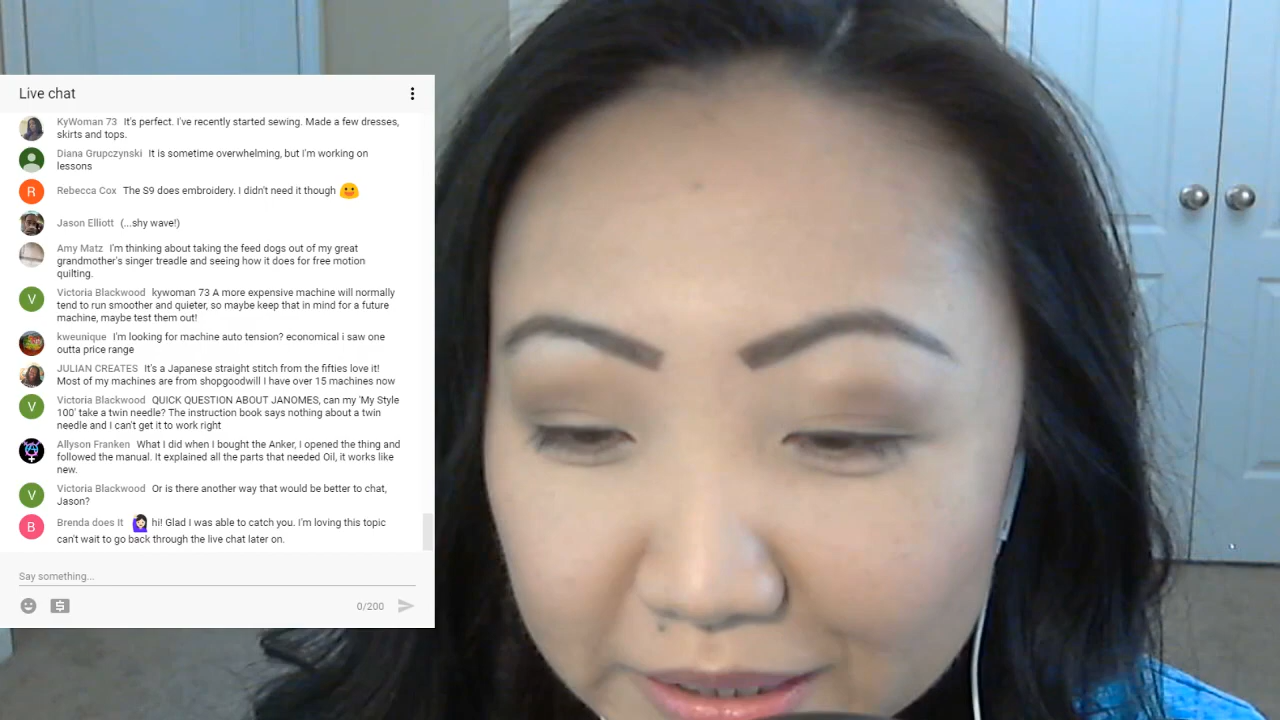 Live chat
KyWoman 73 It's perfect. I've recently started sewing. Made a few dresses,
skirts and tops.
Diana Grupczynski It is sometime overwhelming, but I'm working on
lessons
R Rebecca Cox The S9 does embroidery. I didn't need it though
Jason Elliott (...shy wave!)
Amy Matz I'm thinking about taking the feed dogs out of my great
grandmother's singer treadle and seeing how it does for free motion
quilting.
V Victoria Blackwood kywoman 73 A more expensive machine will normally
tend to run smoother and quieter, so maybe keep that in mind for a future
machine, maybe test them out!
kweunique I'm looking for machine auto tension? economical i saw one
outta price range
JULIAN CREATES It's a Japanese straight stitch from the fifties love it!
Most of my machines are from shopgoodwill I have over 15 machines now
V Victoria Blackwood QUICK QUESTION ABOUT JANOMES, can my 'My Style
100' take a twin needle? The instruction book says nothing about a twin
needle and I can't get it to work right
Allyson Franken What I did when I bought the Anker, I opened the thing and
followed the manual. It explained all the parts that needed Oil, it works like
new.
V Victoria Blackwood Or is there another way that would be better to chat,
Jason?
B Brenda does It hi! Glad I was able to catch you. I'm loving this topic
can't wait to go back through the live chat later on.
Say something...
0/200